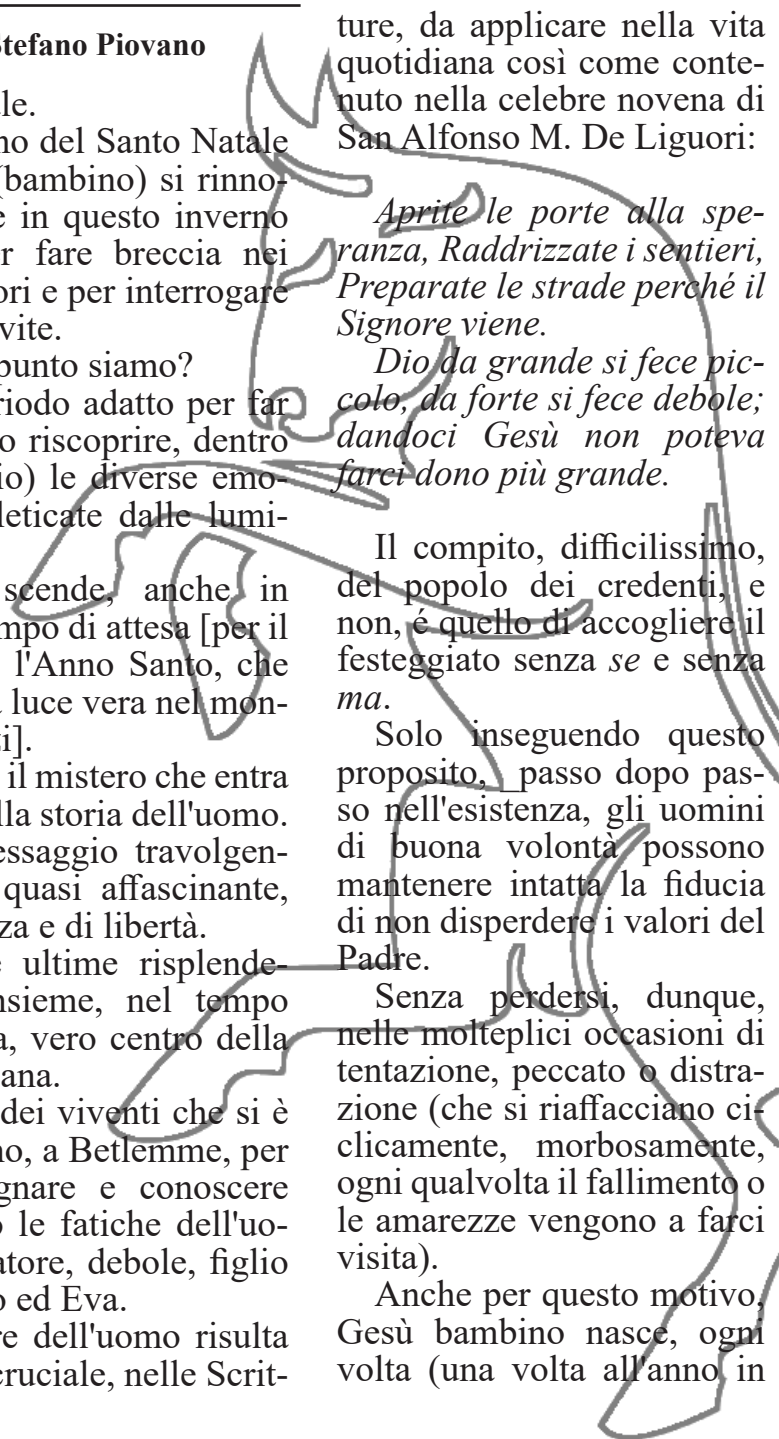 Stefano Piovano
le.
no del Santo Natale
(bambino) si rinno-
e in questo inverno
r fare breccia nei
ori e per interrogare
vite.
punto siamo?
riodo adatto per far
o riscoprire, dentro
io) le diverse emo-
leticate dalle lumi-
scende, anche in
mpo di attesa [per il
l'Anno Santo, che
luce vera nel mon-
i].
il mistero che entra
lla storia dell'uomo.
essaggio travolgen-
quasi affascinante,
za e di libertà.
e ultime risplende-
nsieme, nel tempo
a, vero centro della
ana.
dei viventi che si è
no, a Betlemme, per
gnare e conoscere
o le fatiche dell'uo-
atore, debole, figlio
o ed Eva.
re dell'uomo risulta
cruciale, nelle Scrit-
ture, da applicare nella vita
quotidiana così come conte-
nuto nella celebre novena di
San Alfonso M. De Liguori:
Aprite le porte alla spe-
ranza, Raddrizzate i sentieri,
Preparate le strade perché il
Signore viene.
Dio da grande si fece pic-
colo, da forte si fece debole;
dandoci Gesù non poteva
farci dono più grande.
Il compito, difficilissimo,
del popolo dei credenti, e
non, é quello di accogliere il
festeggiato senza se e senza
ma.
Solo inseguendo questo
proposito, _passo dopo pas-
so nell'esistenza, gli uomini
di buona volontà possono
mantenere intatta la fiducia
di non disperdere i valori del
Padre.
Senza perdersi, dunque,
nelle molteplici occasioni di
tentazione, peccato o distra-
zione (che si riaffacciano ci-
clicamente, morbosamente,
ogni qualvolta il fallimento o
le amarezze vengono a farci
visita).
Anche per questo motivo,
Gesù bambino nasce, ogni
volta (una volta all'anno in